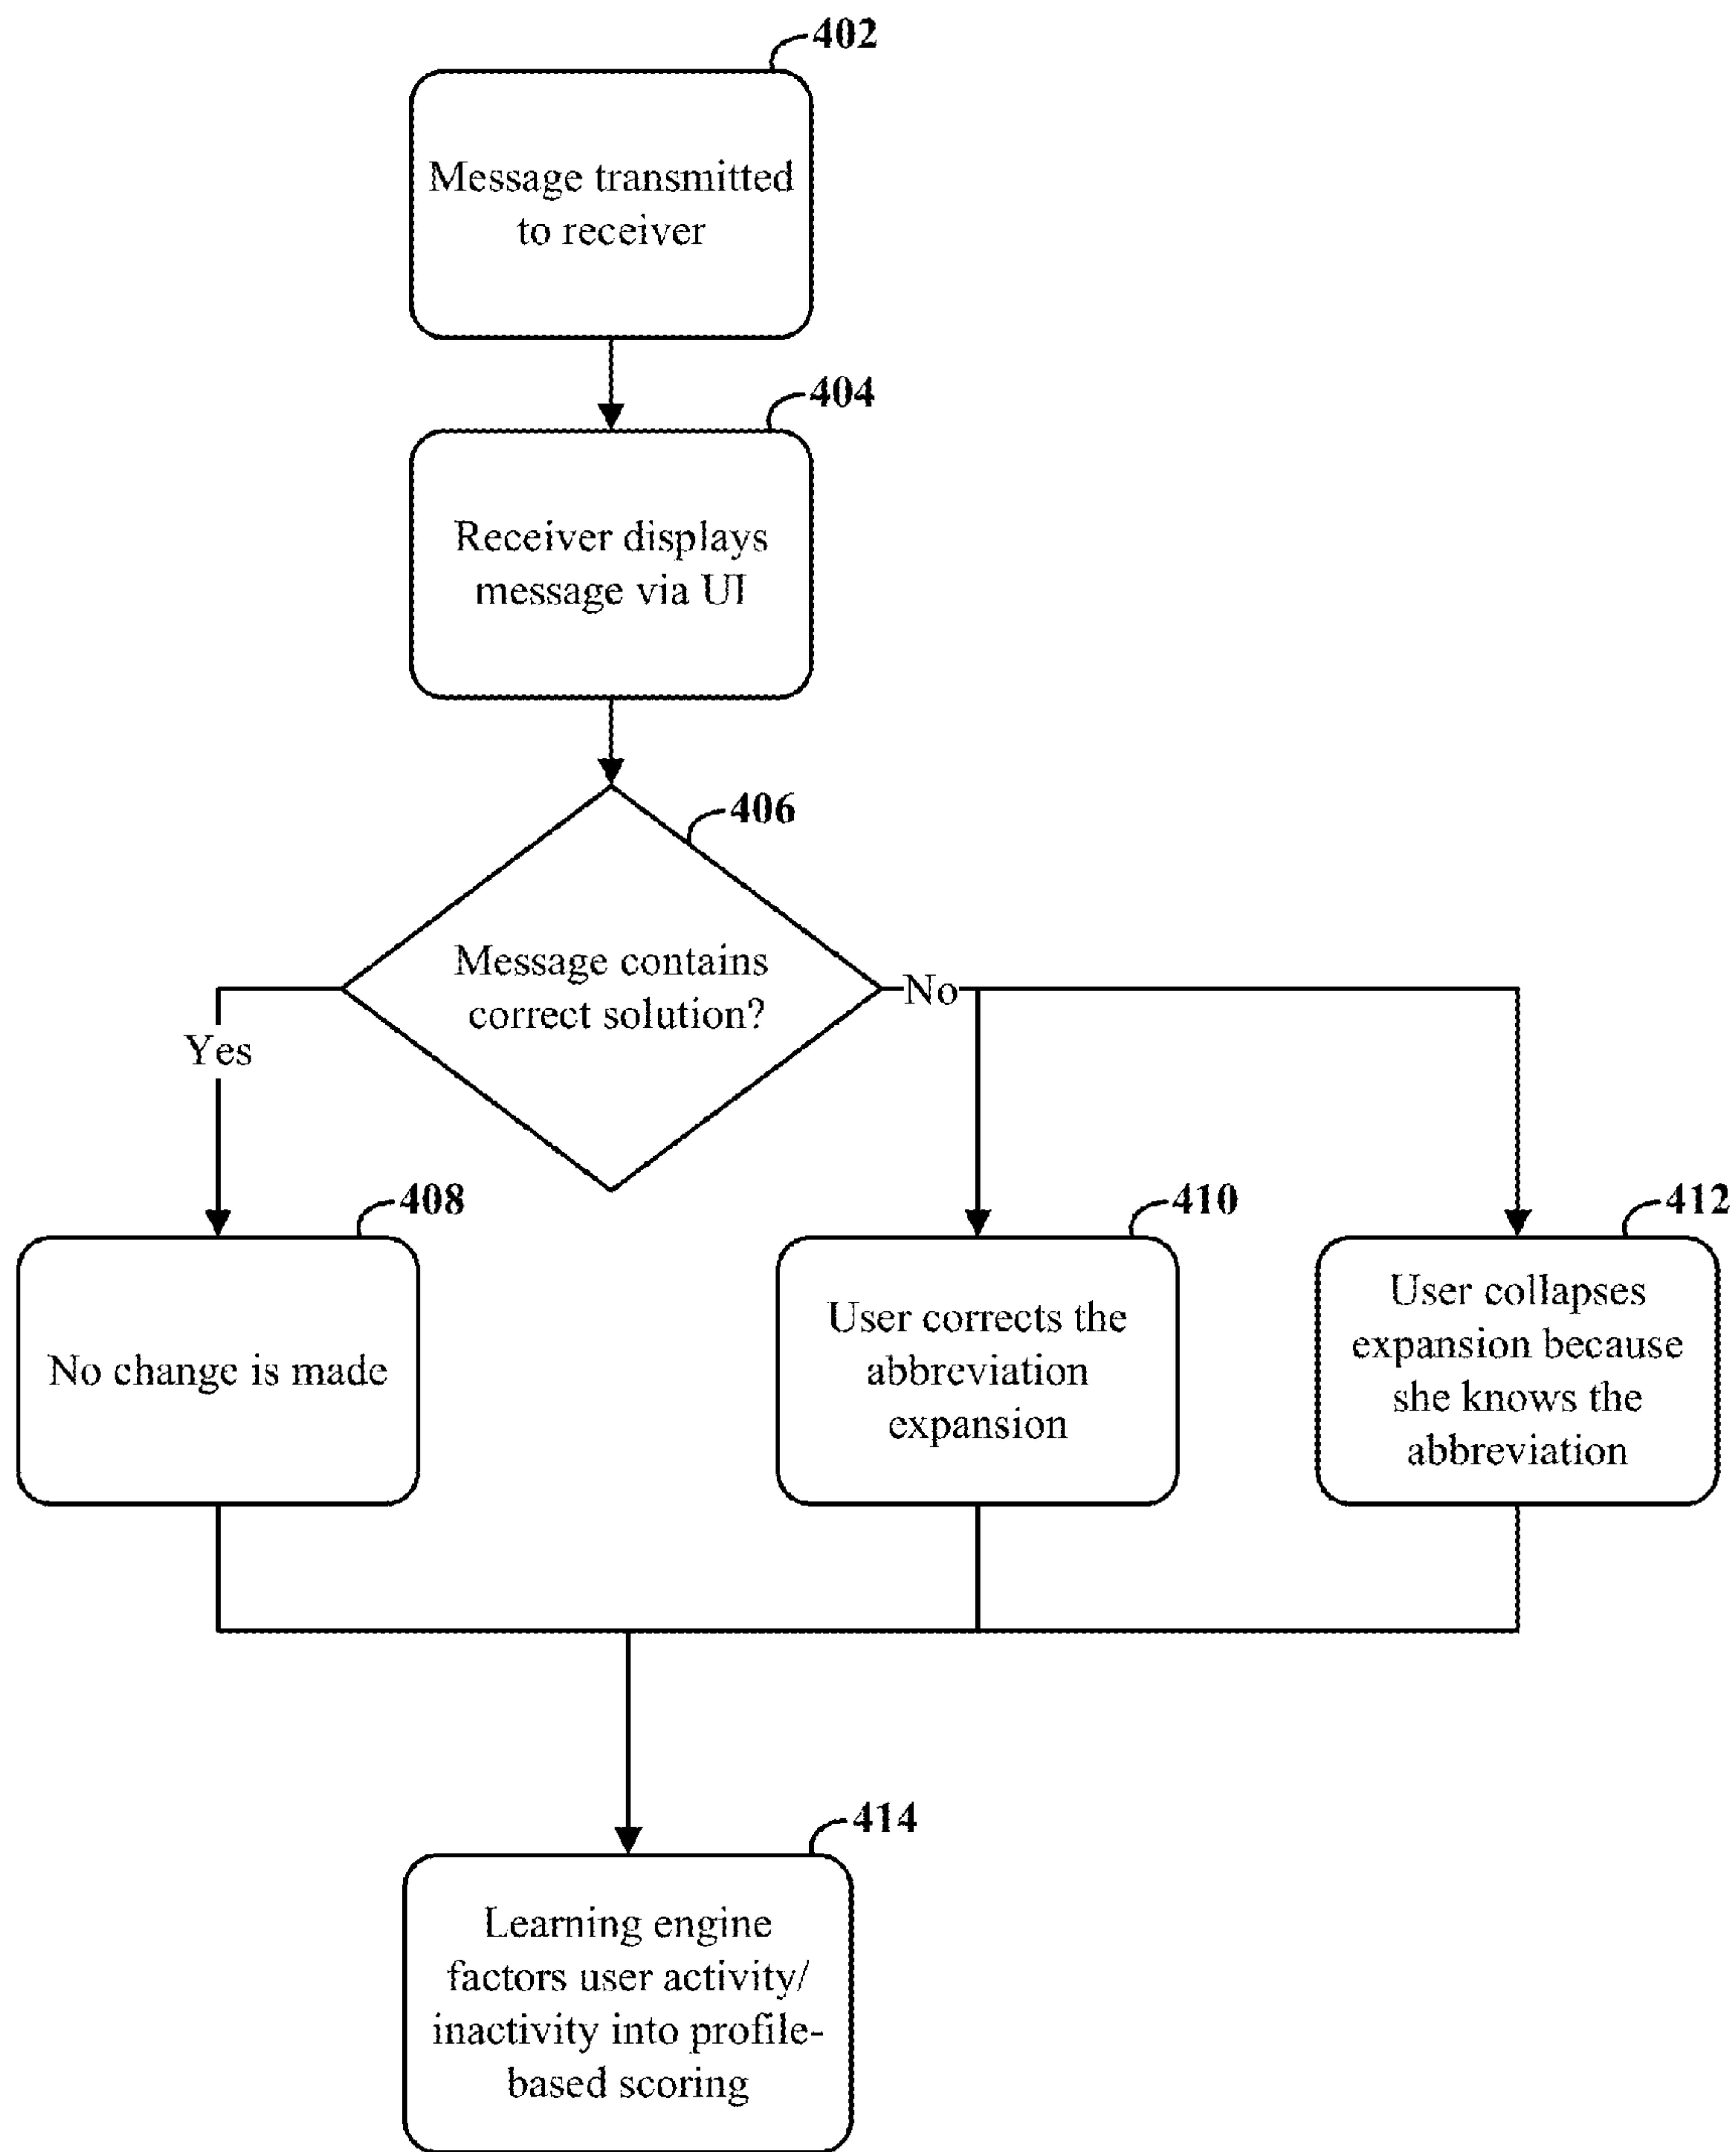 402
Message transmitted
to receiver
404
Receiver displays
message via UI
406
Message contains
correct solution?
No
Yes
408
No change is made
410
User corrects the
abbreviation
expansion
412
User collapses
expansion because
she knows the
abbreviation
414
Learning engine
factors user activity/
inactivity into profile-
based scoring